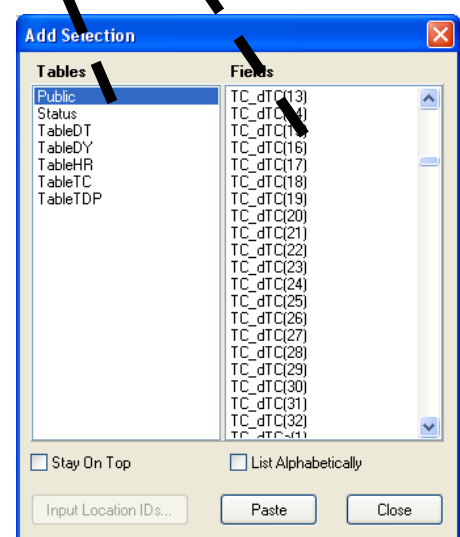 Add Selection
Tables
Fields
Public
Status
TableDT
TableDY
TableHR
TableTC
TableTDP
TC_dTC(13)
TC_dTC(14)
TC_dTC(15)
TC_dTC(16)
TC_dTC(17)
TC_dTC(18)
TC_dTC(19)
TC_dTC(20)
TC_dTC(21)
TC_dTC(22)
TC_dTC(23)
TC_dTC(24)
TC_dTC(25)
TC_dTC(26)
TC_dTC(27)
TC_dTC(28)
TC_dTC(29)
TC_dTC(30)
TC_dTC(31)
TC_dTC(32)
Stay On Top
List Alphabetically
Input Location IDs...
Paste
Close